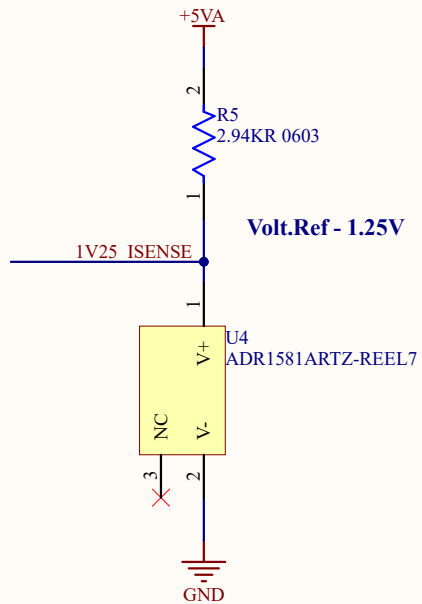 +5VA
2
R5
2.94KR 0603
1
Volt.Ref - 1.25V
1V25_ISENSE
1
U4
ADR1581ARTZ-REEL7
V+
NC
V-
3
2
GND